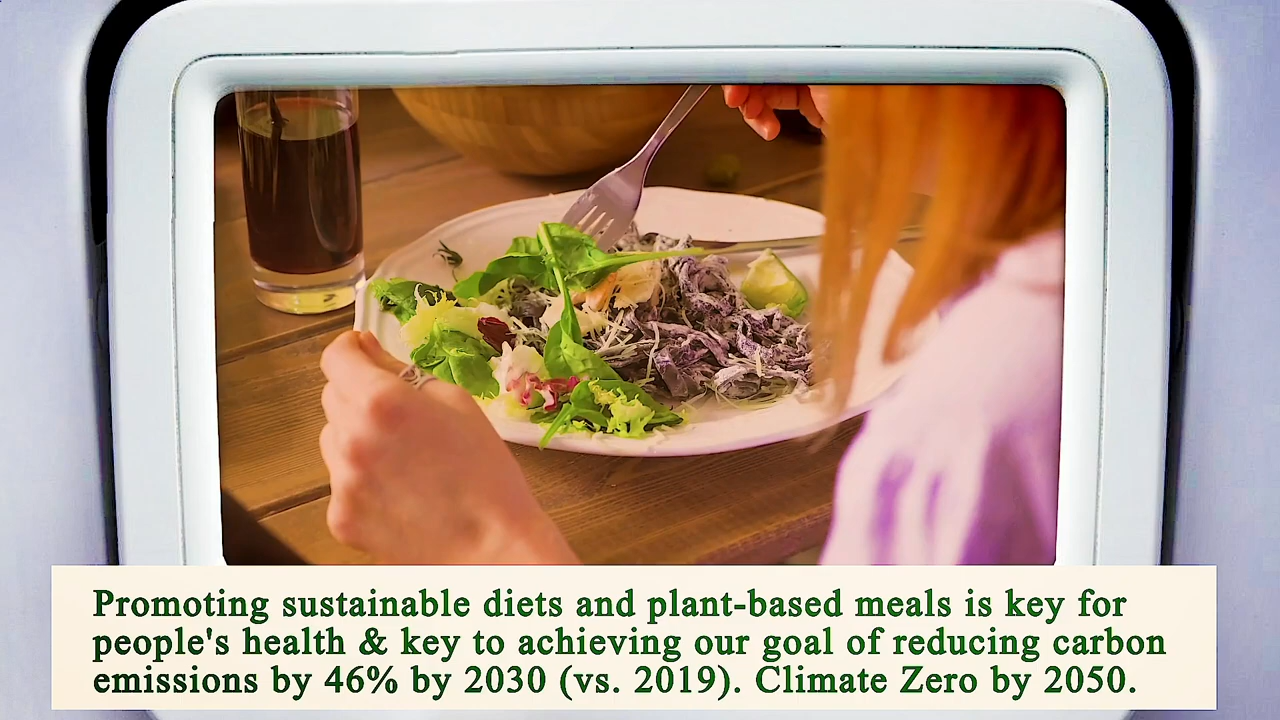 Promoting sustainable diets and plant-based meals is key for
people's health & key to achieving our goal of reducing carbon
emissions by 46% by 2030 (vs. 2019). Climate Zero by 2050.